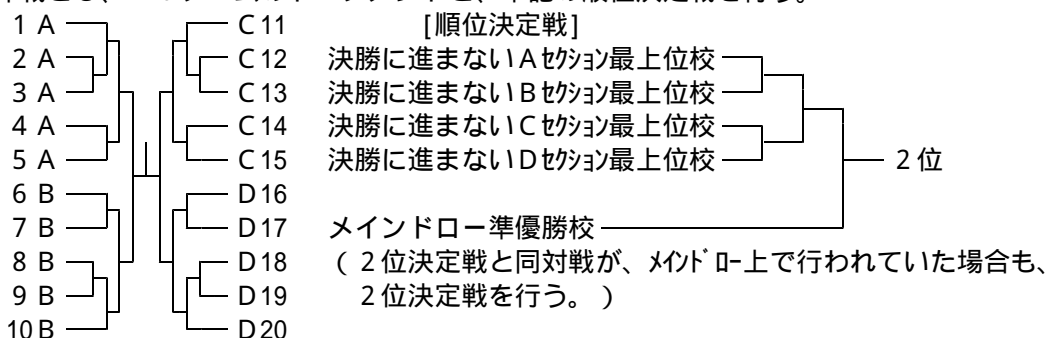 1 A C 11 [順位決定戦]
2 A C 12 決勝に進まないAセクション最上位校
3 A C 13 決勝に進まないBセクション最上位校
4 A C 14 決勝に進まないCセクション最上位校
5 A C 15 決勝に進まないDセクション最上位校 2位
6 B D 16
7 B D 17 メインドロー準優勝校
8 B D 18 (2位決定戦と同対戦が、メインドロー上で行われていた場合も、
9 B D 19 2位決定戦を行う。)
10 B D 20